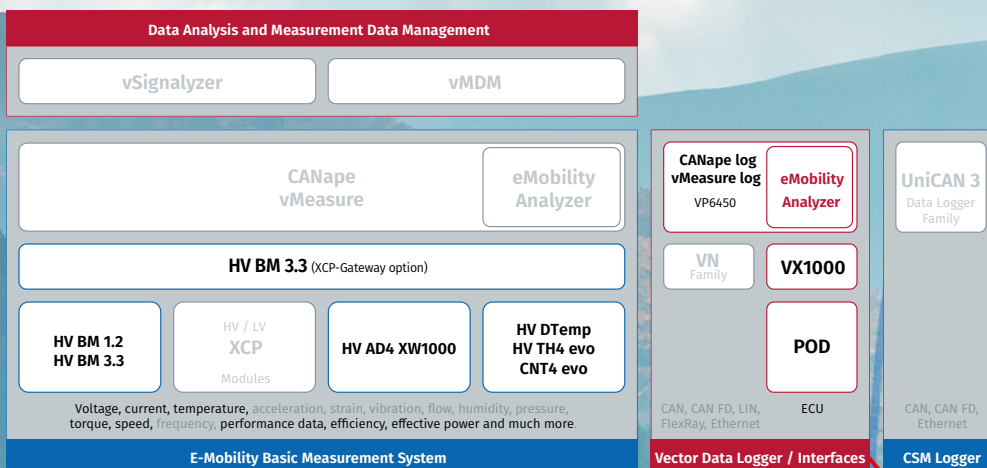 Data Analysis and Measurement Data Management
vSignalyzer
vMDM
CANape
vMeasure
eMobility
Analyzer
HV BM 3.3 (XCP-Gateway option)
HV BM 1.2
HV BM 3.3
HV / LV
XCP
Modules
HV AD4 XW1000
HV DTemp
HV TH4 evo
CNT4 evo
Voltage, current, temperature, acceleration, strain, vibration, flow, humidity, pressure,
torque, speed, frequency, performance data, efficiency, effective power and much more.
E-Mobility Basic Measurement System
CANape log
vMeasure log
VP6450
eMobility
Analyzer
VN
Family
VX1000
POD
CAN, CAN FD, LIN,
FlexRay, Ethernet
ECU
Vector Data Logger / Interfaces
UniCAN 3
Data Logger
Family
CAN, CAN FD,
Ethernet
CSM Logger